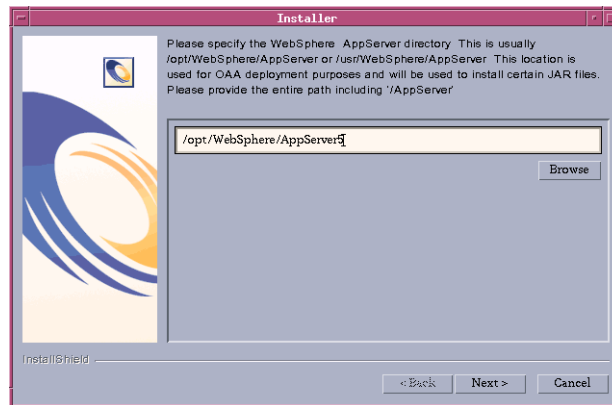 Installer
Please specify the WebSphere AppServer directory This is usually
/opt/WebSphere/AppServer or /usr/WebSphere/AppServer This location is
used for OAA deployment purposes and will be used to install certain JAR files.
Please provide the entire path including '/AppServer'
/opt/WebSphere/AppServer5
Browse
InstallShield
< Back Next > Cancel